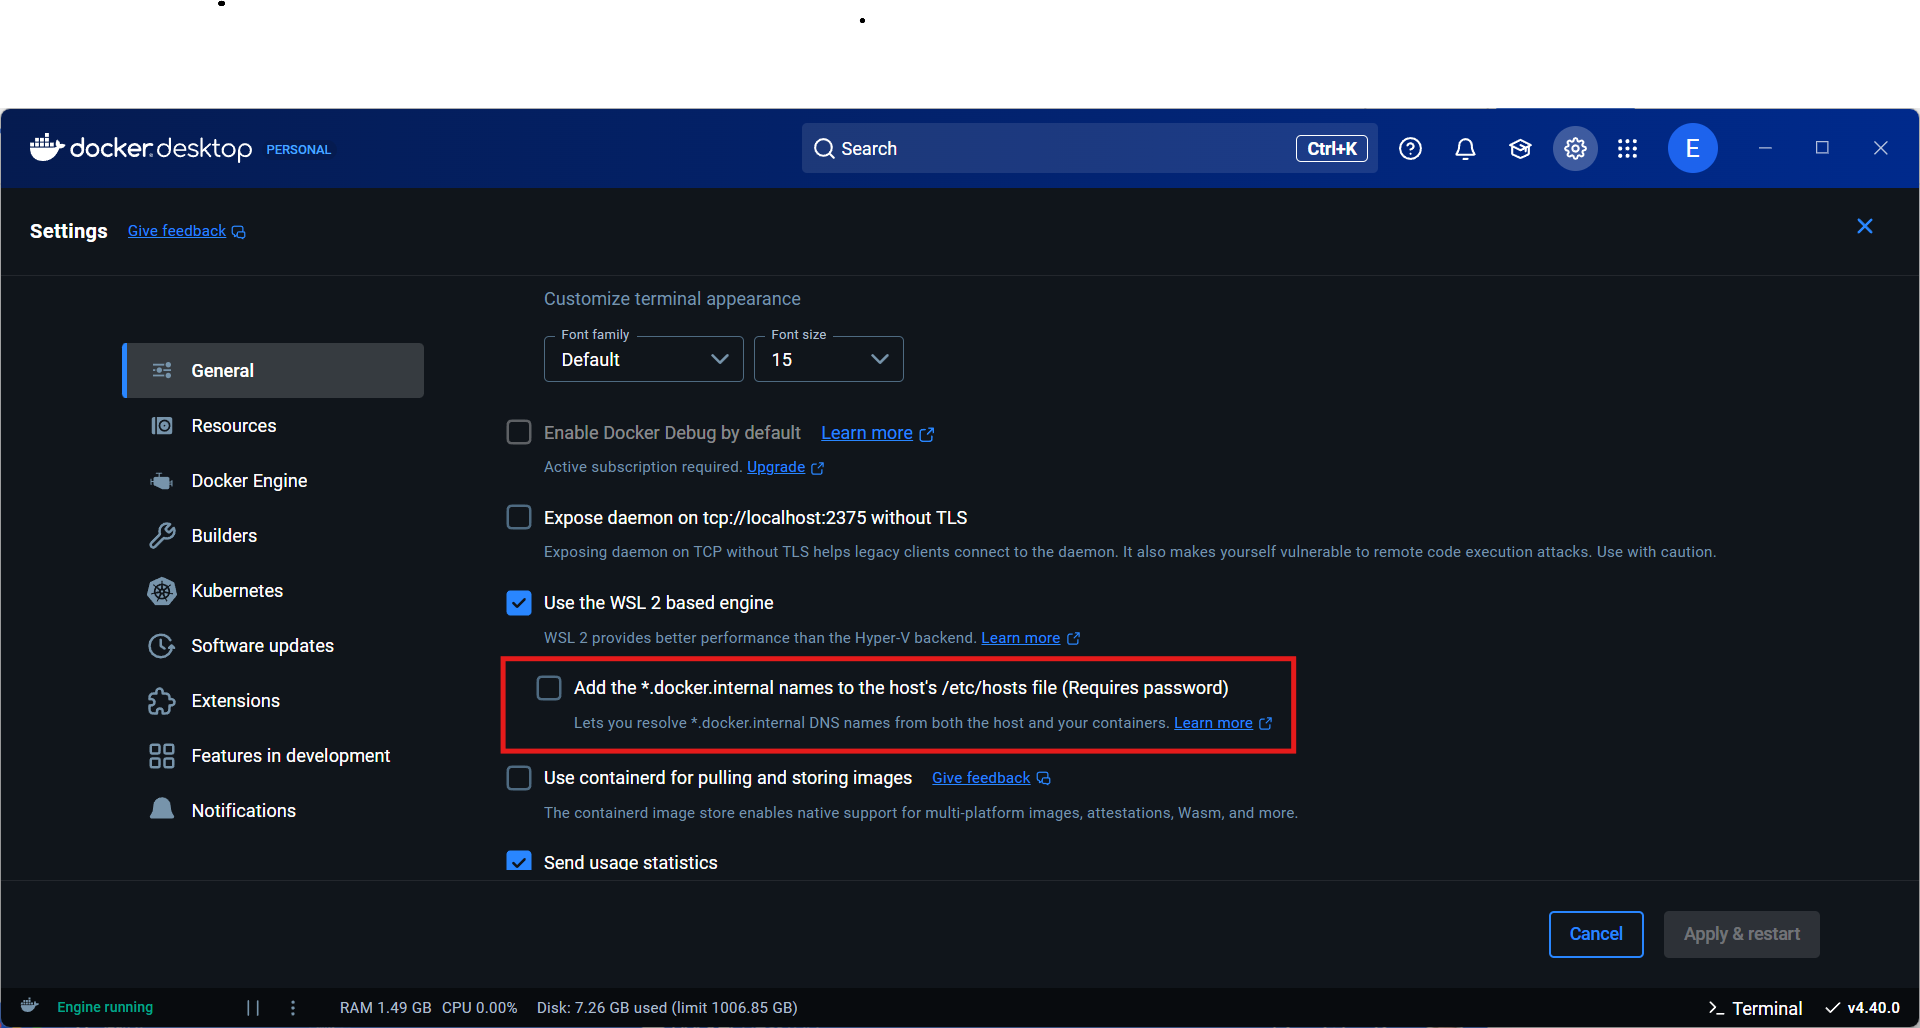 docker.desktop PERSONAL
Search Ctrl+K
E
Settings Give feedback
General
Resources
Docker Engine
Builders
Kubernetes
Software updates
Extensions
Features in development
Notifications
Customize terminal appearance
Font family Font size
Default 15
Enable Docker Debug by default Learn more
Active subscription required. Upgrade
Expose daemon on tcp://localhost:2375 without TLS
Exposing daemon on TCP without TLS helps legacy clients connect to the daemon. It also makes yourself vulnerable to remote code execution attacks. Use with caution.
Use the WSL 2 based engine
WSL 2 provides better performance than the Hyper-V backend. Learn more
Add the *.docker.internal names to the host's /etc/hosts file (Requires password)
Lets you resolve *.docker.internal DNS names from both the host and your containers. Learn more
Use containerd for pulling and storing images Give feedback
The containerd image store enables native support for multi-platform images, attestations, Wasm, and more.
Send usage statistics
Cancel Apply & restart
Engine running RAM 1.49 GB CPU 0.00% Disk: 7.26 GB used (limit 1006.85 GB) Terminal v4.40.0